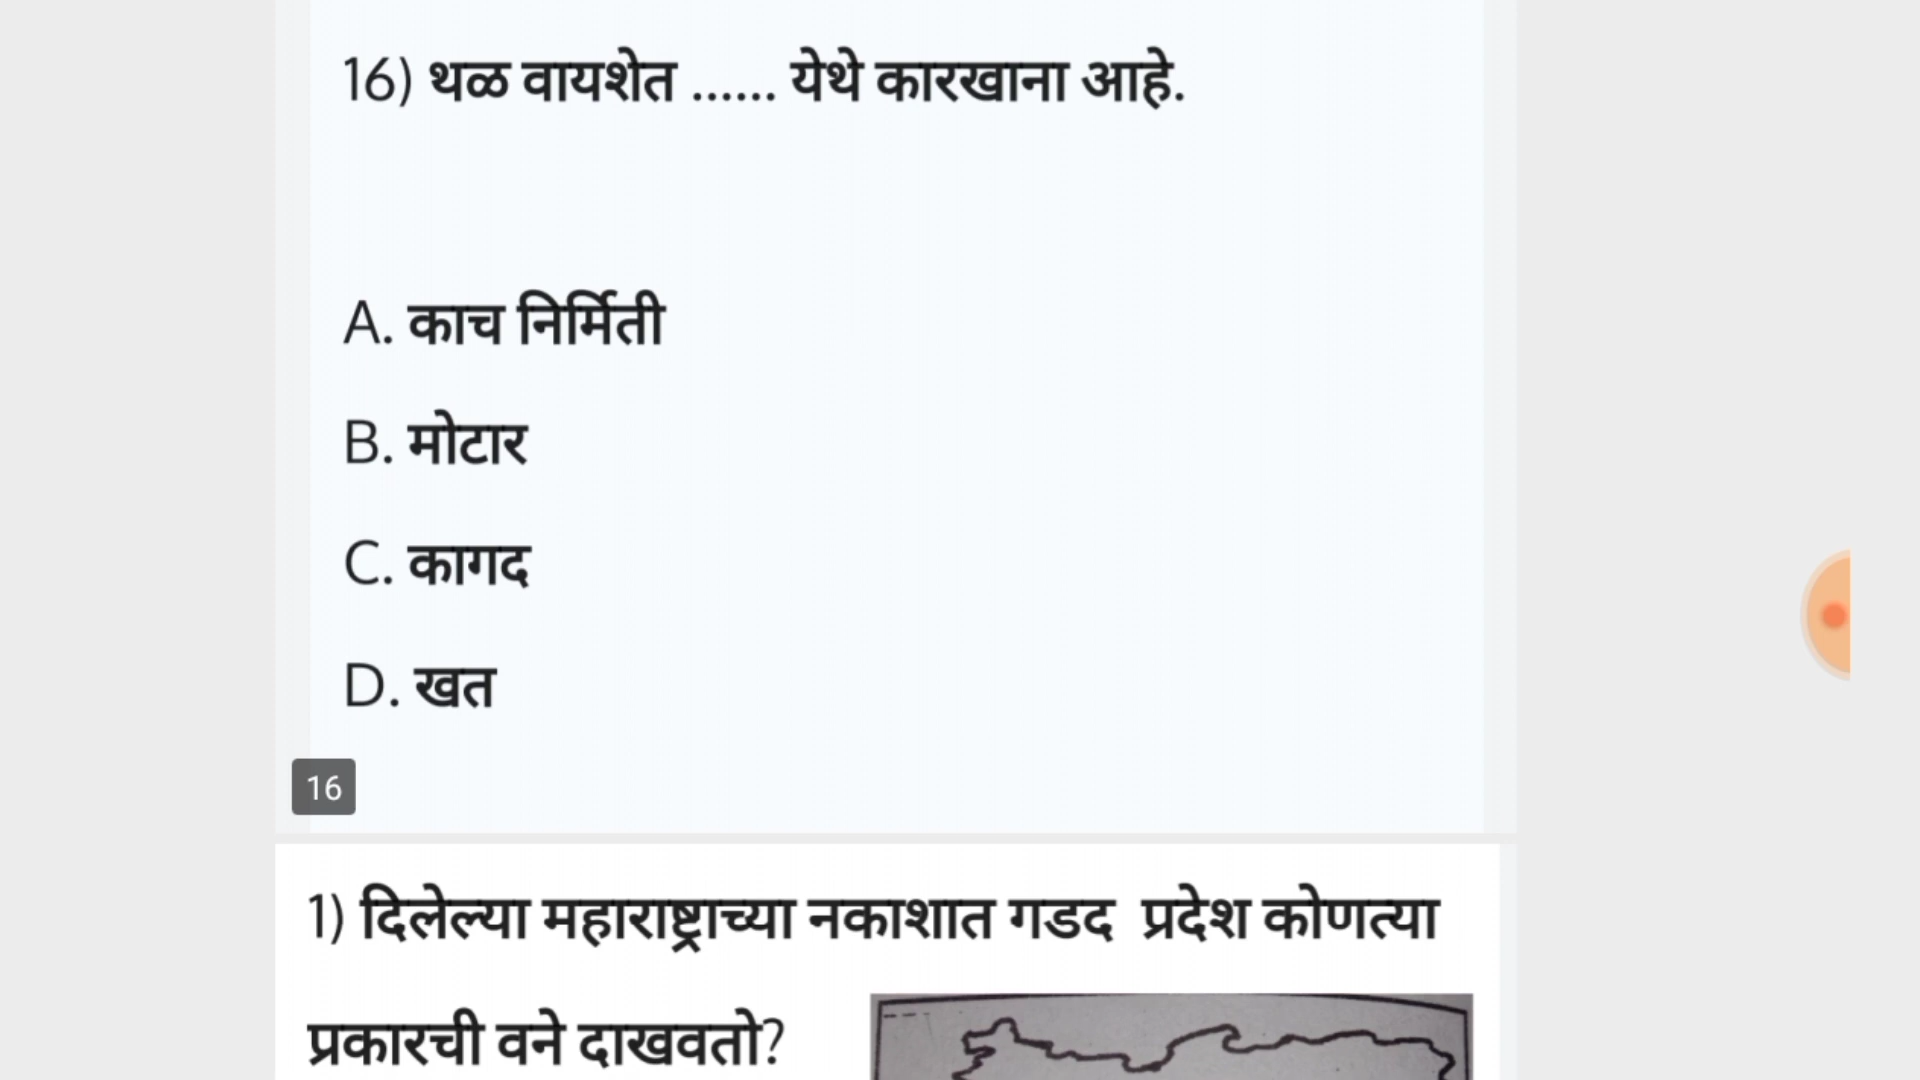 16) थळ वायशेत ...... येथे कारखाना आहे.
A. काच निर्मिती
B. मोटार
C. कागद
D. खत
16
1) दिलेल्या महाराष्ट्राच्या नकाशात गडद प्रदेश कोणत्या
प्रकारची वने दाखवतो?